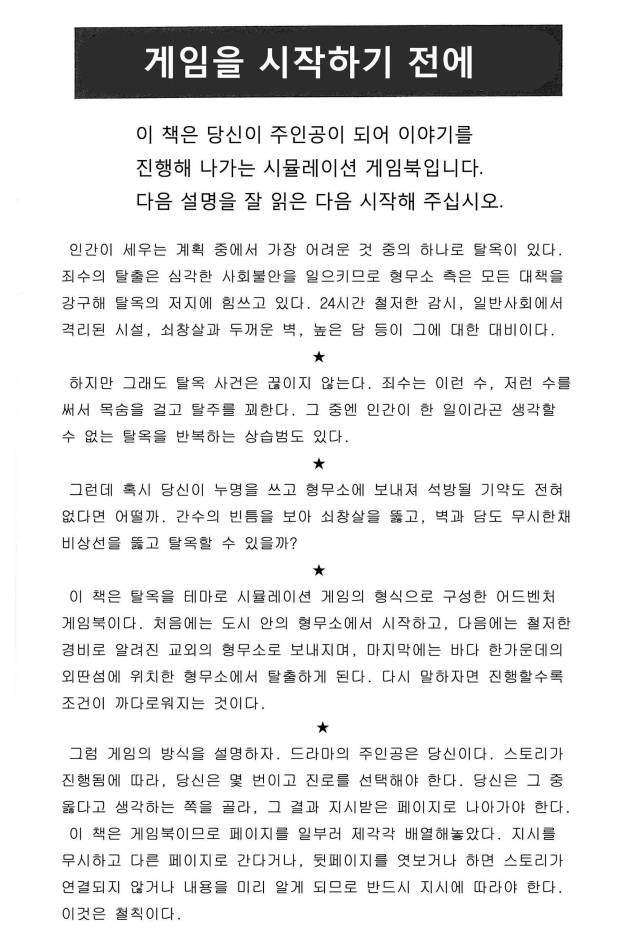 게임을 시작하기 전에
이 책은 당신이 주인공이 되어 이야기를
진행해 나가는 시뮬레이션 게임북입니다.
다음 설명을 잘 읽은 다음 시작해 주십시오.
인간이 세우는 계획 중에서 가장 어려운 것 중의 하나로 탈옥이 있다.
죄수의 탈출은 심각한 사회불안을 일으키므로 형무소 측은 모든 대책을
강구해 탈옥의 저지에 힘쓰고 있다. 24시간 철저한 감시, 일반사회에서
격리된 시설, 쇠창살과 두꺼운 벽, 높은 담 등이 그에 대한 대비이다.
★
하지만 그래도 탈옥 사건은 끊이지 않는다. 죄수는 이런 수, 저런 수를
써서 목숨을 걸고 탈주를 꾀한다. 그 중엔 인간이 한 일이라곤 생각할
수 없는 탈옥을 반복하는 상습범도 있다.
★
그런데 혹시 당신이 누명을 쓰고 형무소에 보내져 석방될 기약도 전혀
없다면 어떨까. 간수의 빈틈을 보아 쇠창살을 뚫고, 벽과 담도 무시한채
비상선을 뚫고 탈옥할 수 있을까?
★
이 책은 탈옥을 테마로 시뮬레이션 게임의 형식으로 구성한 어드벤처
게임북이다. 처음에는 도시 안의 형무소에서 시작하고, 다음에는 철저한
경비로 알려진 교외의 형무소로 보내지며, 마지막에는 바다 한가운데의
외딴섬에 위치한 형무소에서 탈출하게 된다. 다시 말하자면 진행할수록
조건이 까다로워지는 것이다.
★
그럼 게임의 방식을 설명하자. 드라마의 주인공은 당신이다. 스토리가
진행됨에 따라, 당신은 몇 번이고 진로를 선택해야 한다. 당신은 그 중
옳다고 생각하는 쪽을 골라, 그 결과 지시받은 페이지로 나아가야 한다.
이 책은 게임북이므로 페이지를 일부러 제각각 배열해놓았다. 지시를
무시하고 다른 페이지로 간다거나, 뒷페이지를 엿보거나 하면 스토리가
연결되지 않거나 내용을 미리 알게 되므로 반드시 지시에 따라야 한다.
이것은 철칙이다.